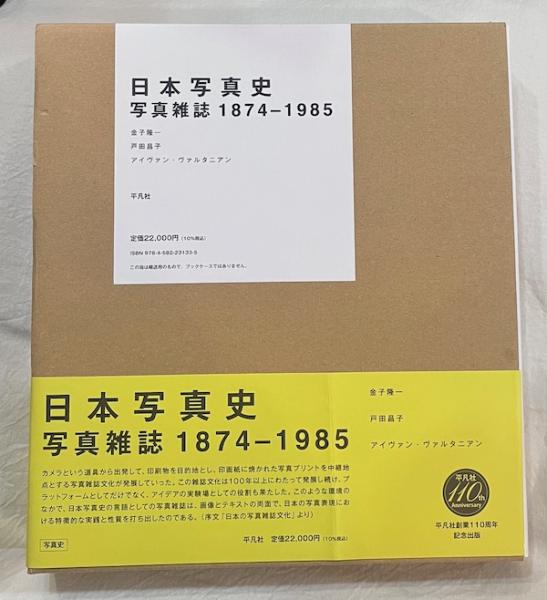 日本写真史
写真雑誌 1874–1985
金子隆一
戸田昌子
アイヴァン・ヴァルタニアン
平凡社
定価22,000円 (10%税込)
ISBN 978-4-582-23133-5
この箱は輸送用のもので、ブックケースではありません。
日本写真史
写真雑誌 1874–1985
カメラという道具から出発して、印刷物を目的地とし、印画紙に焼かれた写真プリントを中継地
点とする写真雑誌文化が発展していった。この雑誌文化は100年以上にわたって発展し続け、プ
ラットフォームとしてだけでなく、アイデアの実験場としての役割も果たした。このような環境の
なかで、日本写真史の言語としての写真雑誌は、画像とテキストの両面で、日本の写真表現にお
ける特徴的な実践と性質を打ち出したのである。(序文「日本の写真雑誌文化」より)
写真史
平凡社 定価22,000円 (10%税込)
金子隆一
戸田昌子
アイヴァン・ヴァルタニアン
平凡社
110th
Anniversary
平凡社創業110周年
記念出版